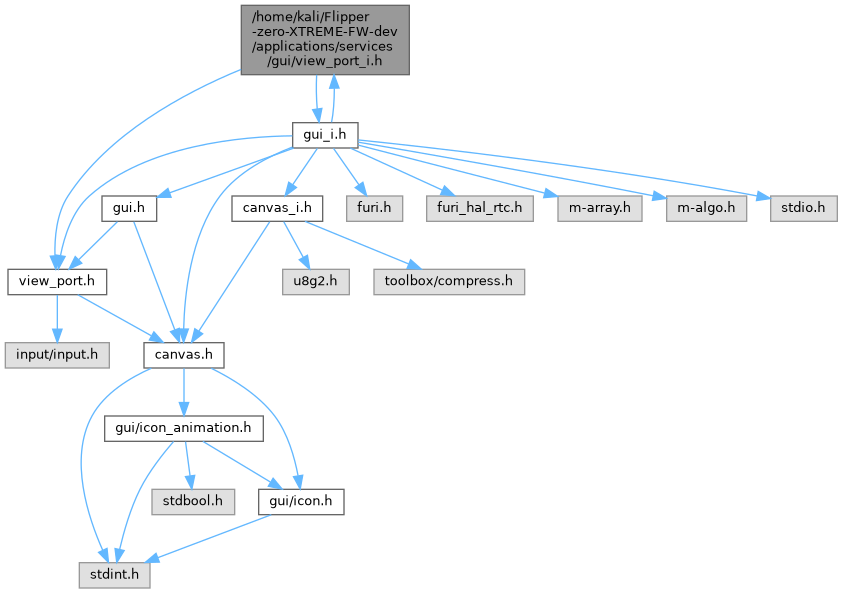 /home/kali/Flipper
-zero-XTREME-FW-dev
/applications/services
/gui/view_port_i.h
gui_i.h
gui.h
canvas_i.h
furi.h
furi_hal_rtc.h
m-array.h
m-algo.h
stdio.h
view_port.h
u8g2.h
toolbox/compress.h
input/input.h
canvas.h
gui/icon_animation.h
stdbool.h
gui/icon.h
stdint.h